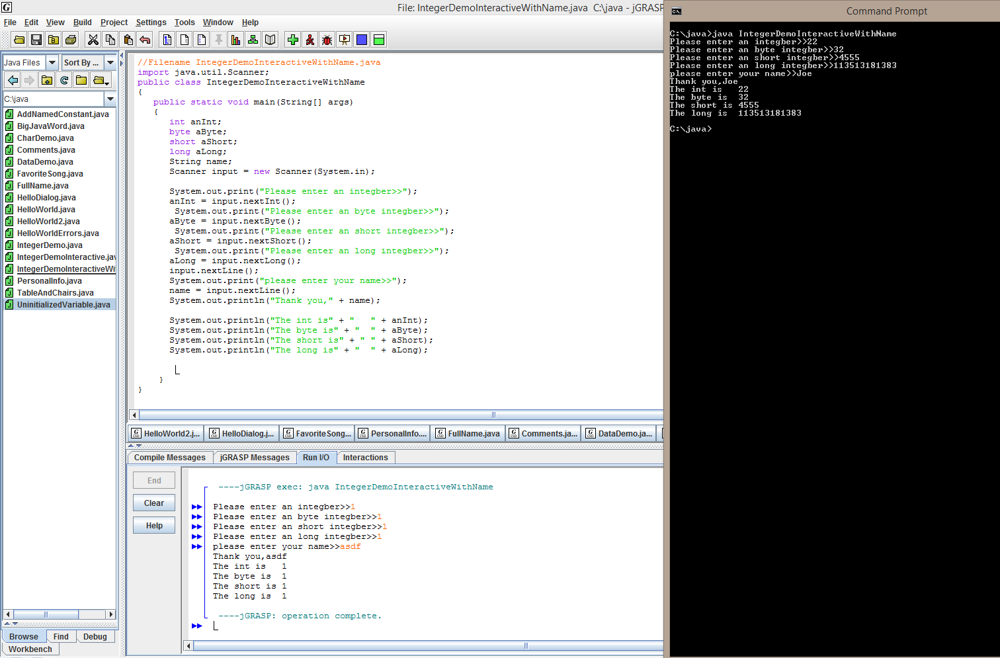 File: IntegerDemoInteractiveWithName.java  C:\java - jGRASP
File Edit View Build Project Settings Tools Window Help
Java Files
Sort By ...
C:\java
AddNamedConstant.java
BigJavaWord.java
CharDemo.java
Comments.java
DataDemo.java
FavoriteSong.java
FullName.java
HelloDialog.java
HelloWorld.java
HelloWorld2.java
HelloWorldErrors.java
IntegerDemo.java
IntegerDemoInteractive.jav
IntegerDemoInteractiveWi
PersonalInfo.java
TableAndChairs.java
UninitializedVariable.java
Browse Find Debug
Workbench
//Filename IntegerDemoInteractiveWithName.java
import java.util.Scanner;
public class IntegerDemoInteractiveWithName
{
   public static void main(String[] args)
   {
      int anInt;
      byte aByte;
      short aShort;
      long aLong;
      String name;
      Scanner input = new Scanner(System.in);
      System.out.print("Please enter an integber>>");
      anInt = input.nextInt();
       System.out.print("Please enter an byte integber>>");
      aByte = input.nextByte();
       System.out.print("Please enter an short integber>>");
      aShort = input.nextShort();
       System.out.print("Please enter an long integber>>");
      aLong = input.nextLong();
      input.nextLine();
      System.out.print("please enter your name>>");
      name = input.nextLine();
      System.out.println("Thank you," + name);
      System.out.println("The int is" + "   " + anInt);
      System.out.println("The byte is" + "  " + aByte);
      System.out.println("The short is" + " " + aShort);
      System.out.println("The long is" + "  " + aLong);
    }
}
HelloWorld2.j... HelloDialog.j... FavoriteSong... PersonalInfo.... FullName.java Comments.ja... DataDemo.ja...
Compile Messages jGRASP Messages Run I/O Interactions
End
Clear
Help
----jGRASP exec: java IntegerDemoInteractiveWithName
Please enter an integber>>1
Please enter an byte integber>>1
Please enter an short integber>>1
Please enter an long integber>>1
please enter your name>>asdf
Thank you,asdf
The int is   1
The byte is  1
The short is 1
The long is  1
----jGRASP: operation complete.
Command Prompt
C:\java>java IntegerDemoInteractiveWithName
Please enter an integber>>22
Please enter an byte integber>>32
Please enter an short integber>>4555
Please enter an long integber>>113513181383
please enter your name>>Joe
Thank you,Joe
The int is   22
The byte is  32
The short is 4555
The long is  113513181383
C:\java>